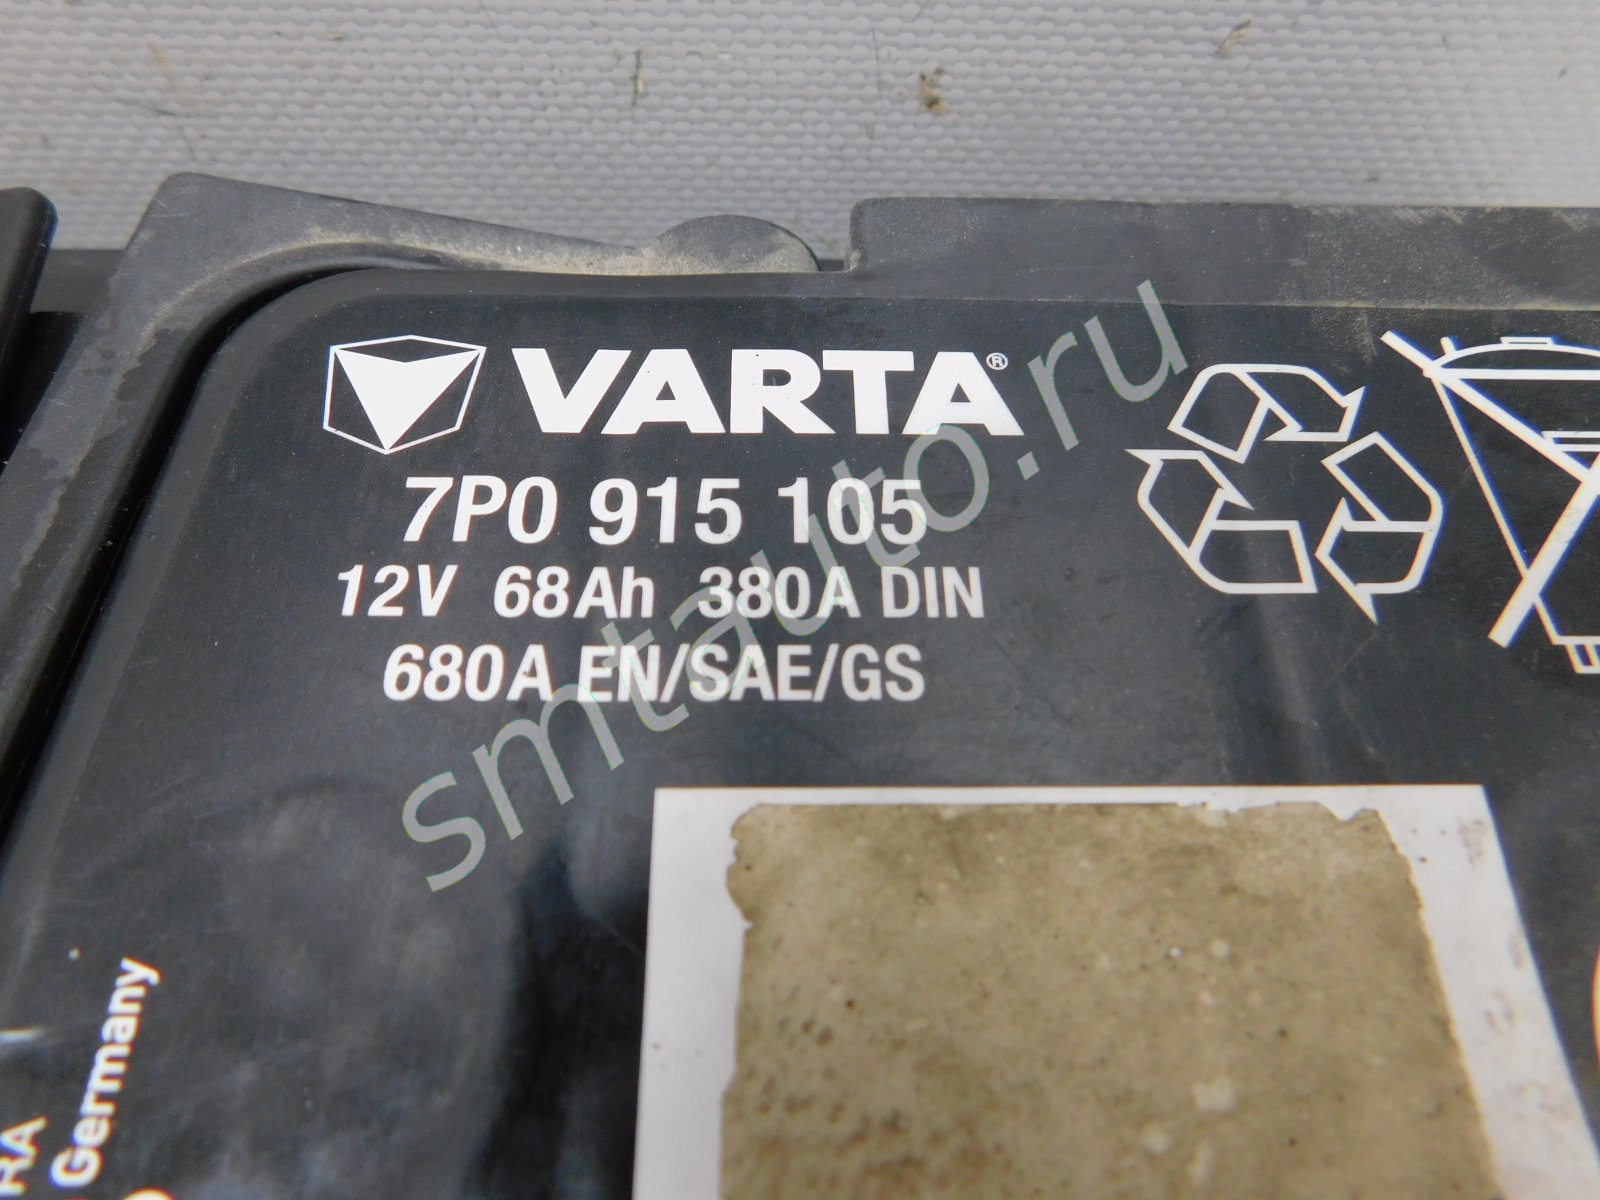 VARTA®
7P0 915 105
12V 68Ah 380A DIN
680A EN/SAE/GS
smtauto.ru
Germany